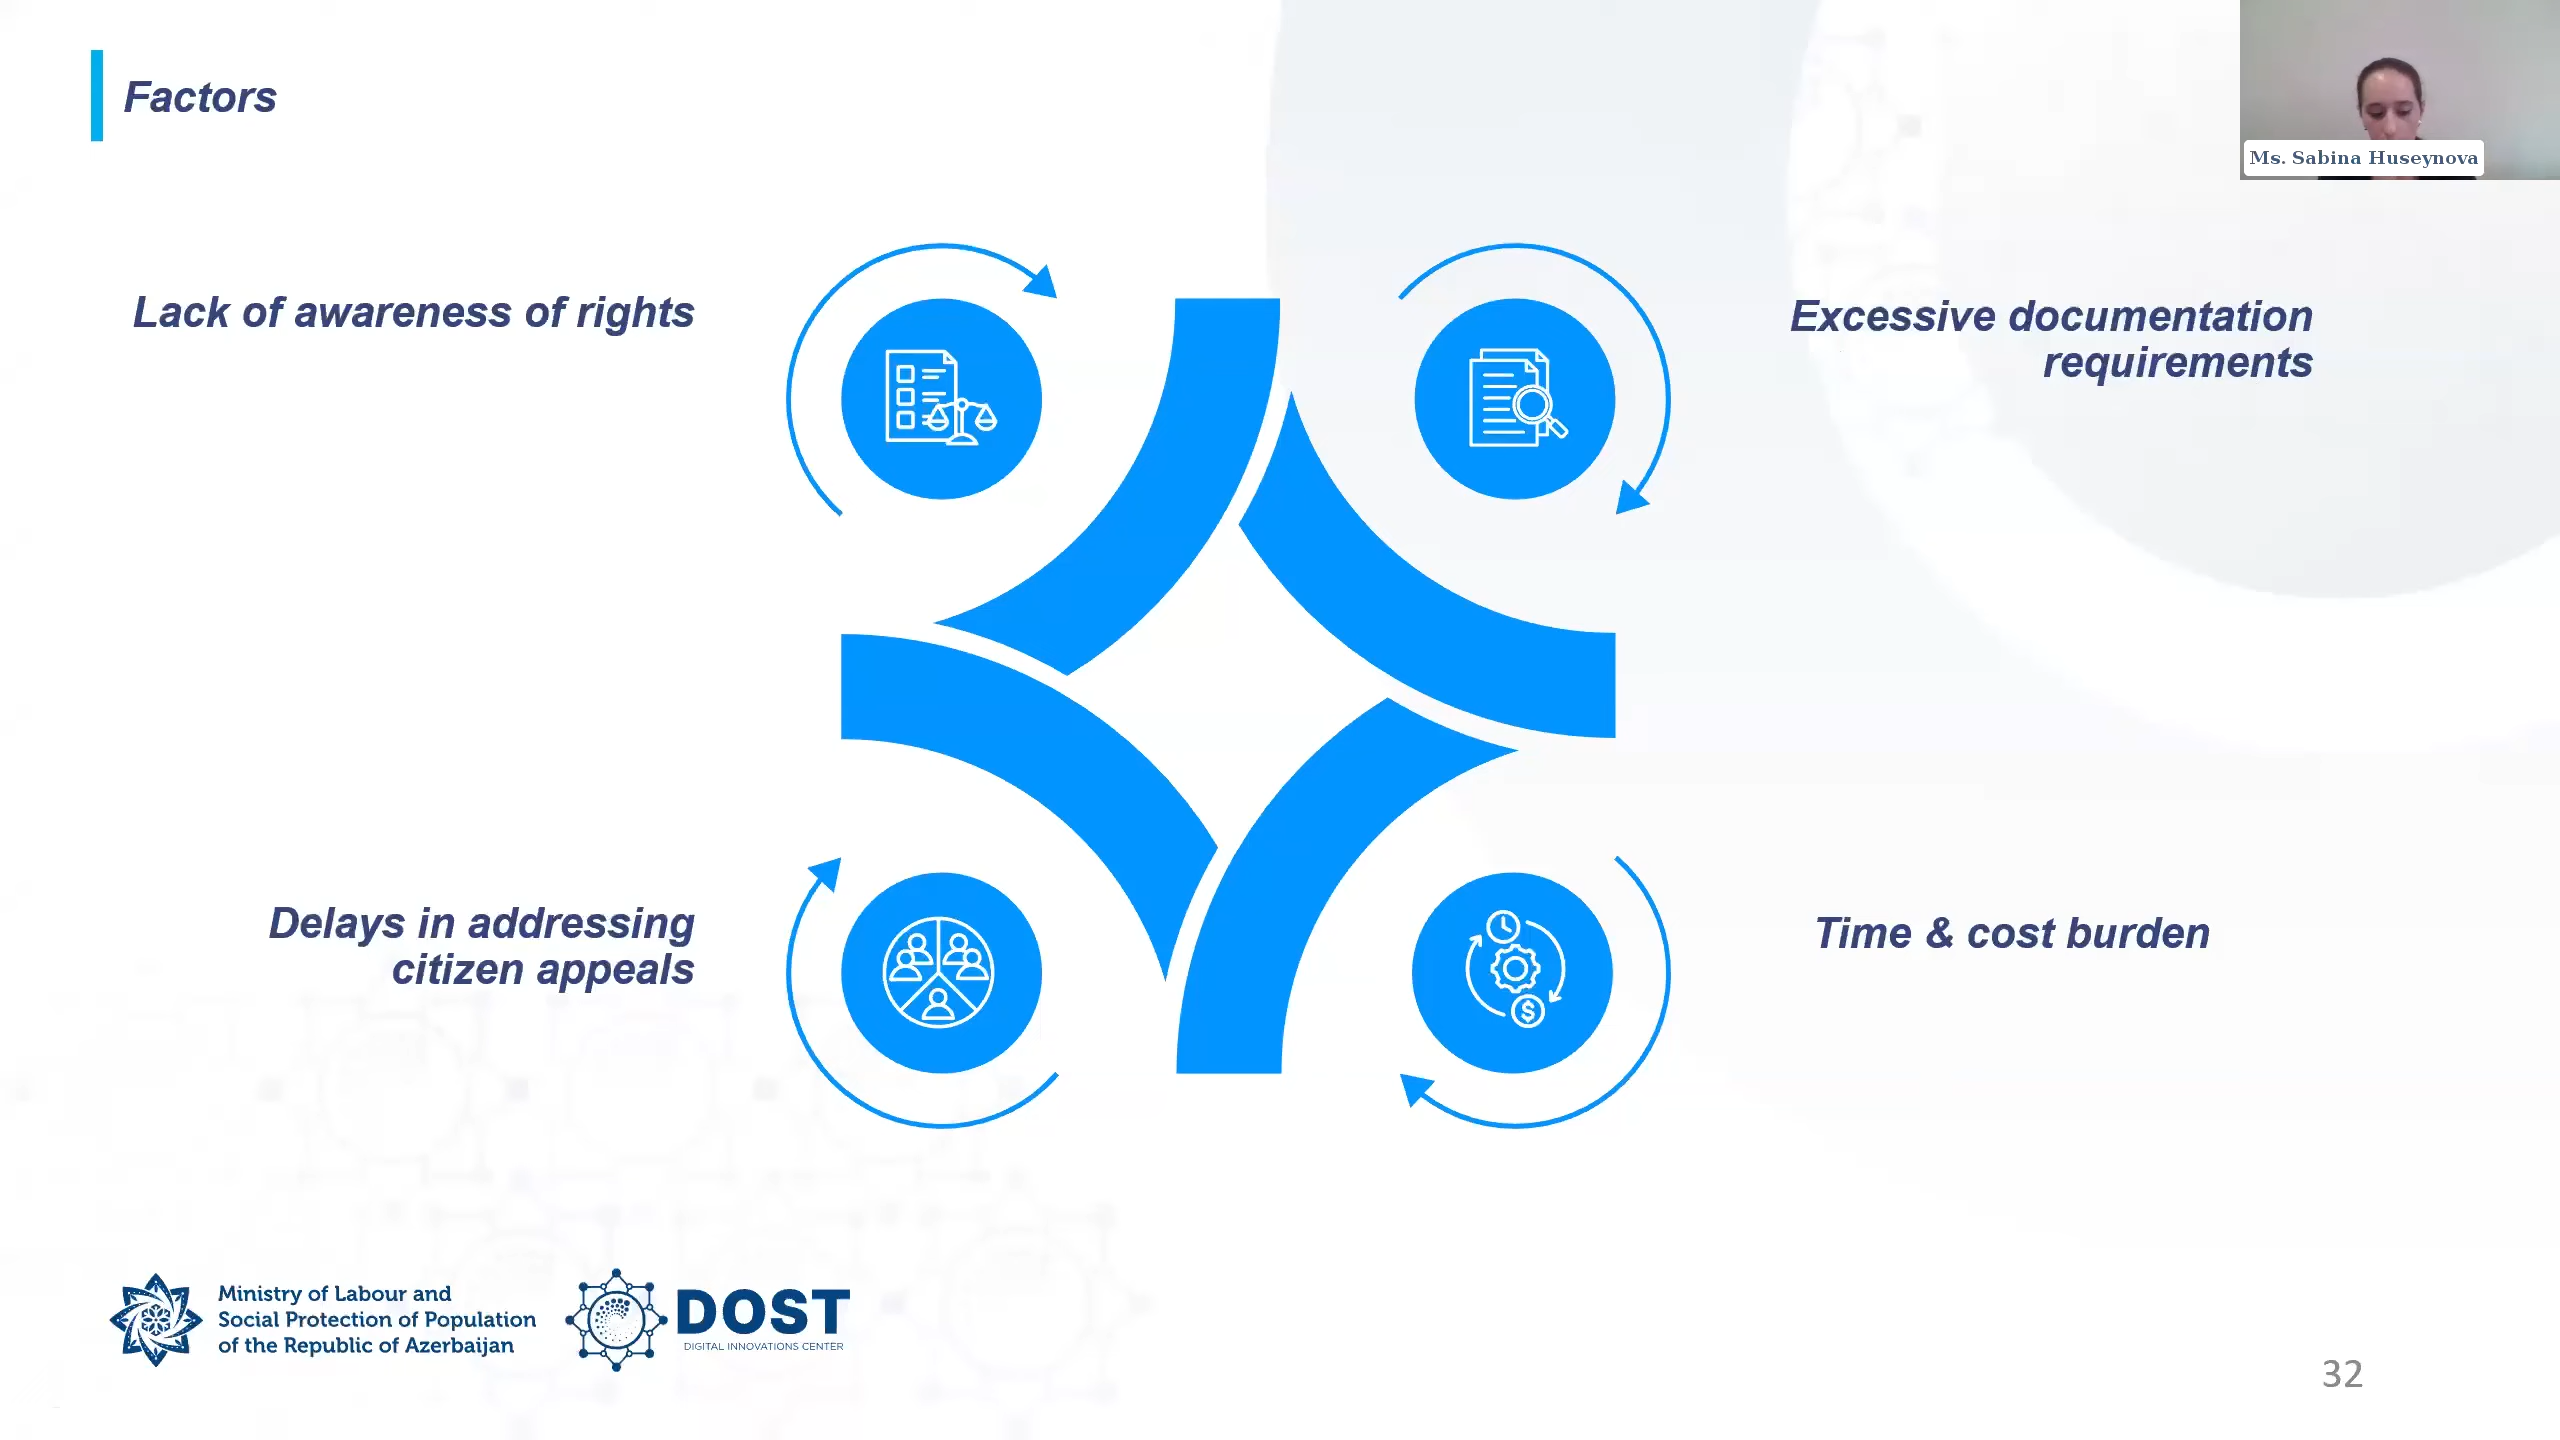 Factors
Ms. Sabina Huseynova
Lack of awareness of rights
Excessive documentation
requirements
Delays in addressing
citizen appeals
Time & cost burden
$
Ministry of Labour and
Social Protection of Population
of the Republic of Azerbaijan
DOST
DIGITAL INNOVATIONS CENTER
32